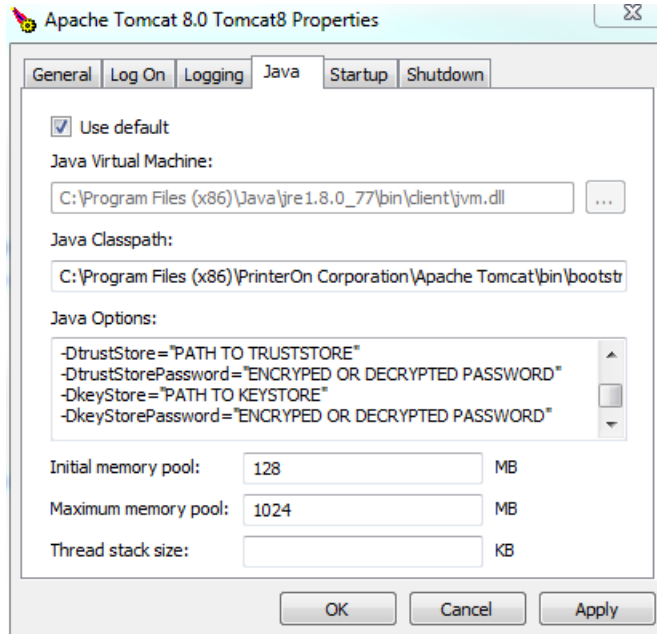 Apache Tomcat 8.0 Tomcat8 Properties
General Log On Logging Java Startup Shutdown
Use default
Java Virtual Machine:
C:\Program Files (x86)\Java\jre1.8.0_77\bin\client\jvm.dll ...
Java Classpath:
C:\Program Files (x86)\PrinterOn Corporation\Apache Tomcat\bin\bootstr
Java Options:
-DtrustStore="PATH TO TRUSTSTORE"
-DtrustStorePassword="ENCRYPED OR DECRYPTED PASSWORD"
-DkeyStore="PATH TO KEYSTORE"
-DkeyStorePassword="ENCRYPED OR DECRYPTED PASSWORD"
Initial memory pool: 128 MB
Maximum memory pool: 1024 MB
Thread stack size: KB
OK Cancel Apply